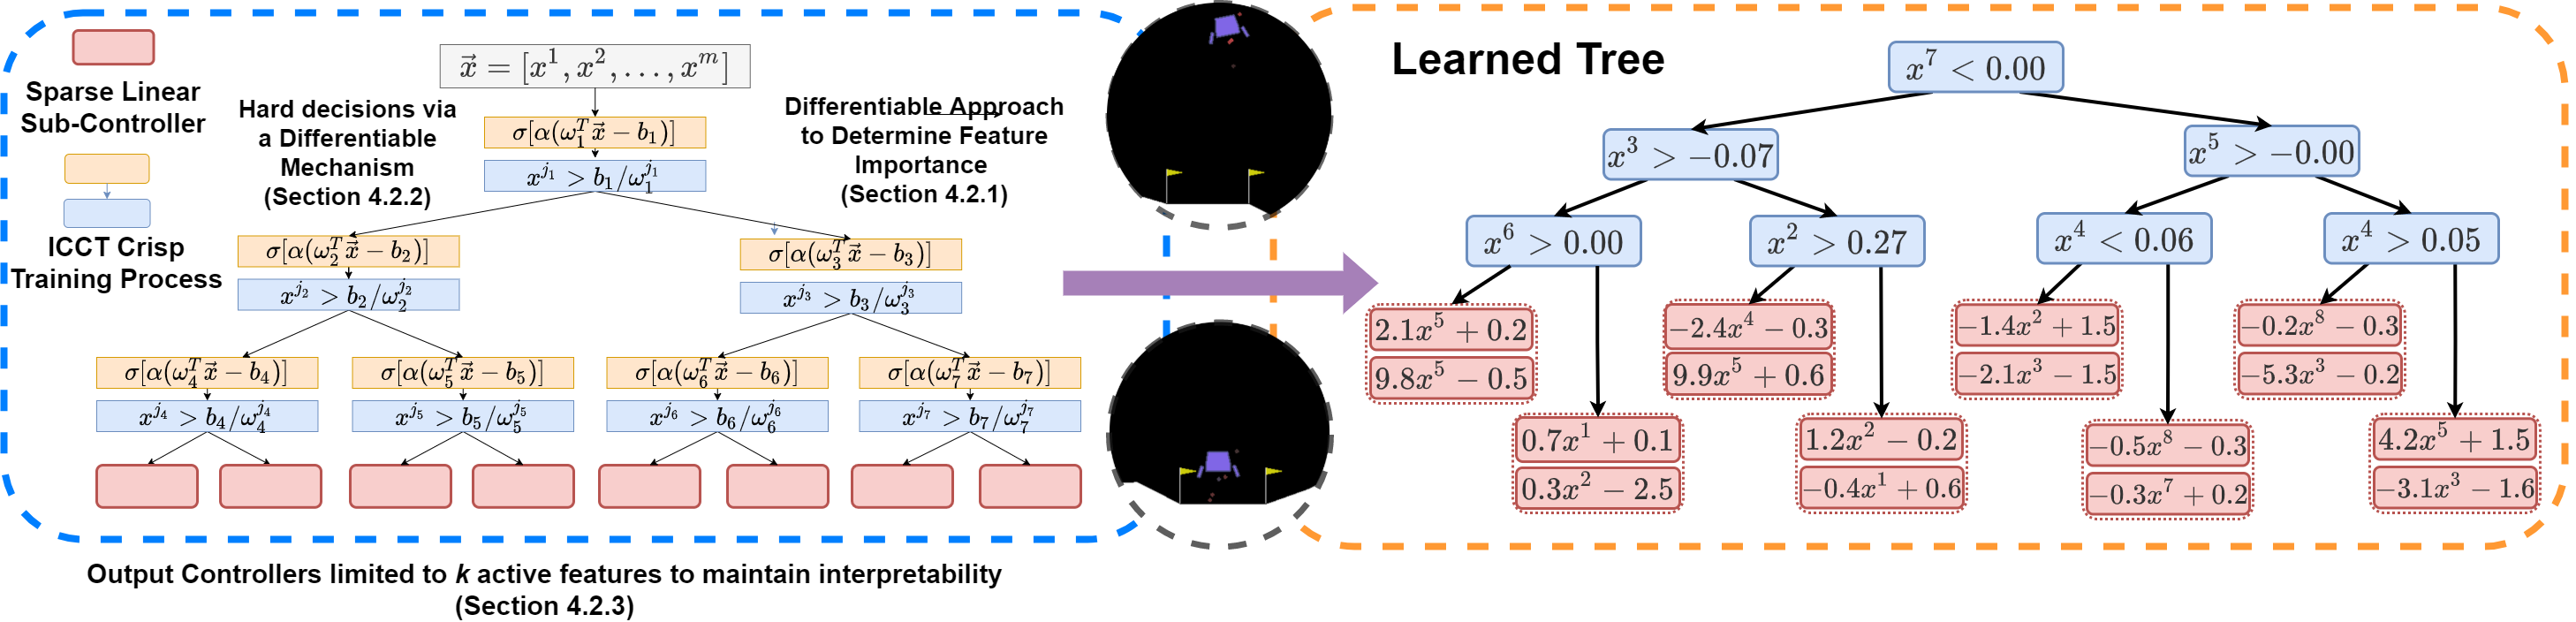 Sparse Linear
Sub-Controller
ICCT Crisp
Training Process
$\vec{x} = [x^1, x^2, \ldots, x^m]$
Hard decisions via
a Differentiable
Mechanism
(Section 4.2.2)
Differentiable Approach
to Determine Feature
Importance
(Section 4.2.1)
$\sigma[\alpha(\omega_1^T \vec{x} - b_1)]$
$x^{j_1} > b_1/\omega_1^{j_1}$
$\sigma[\alpha(\omega_2^T \vec{x} - b_2)]$
$x^{j_2} > b_2/\omega_2^{j_2}$
$\sigma[\alpha(\omega_3^T \vec{x} - b_3)]$
$x^{j_3} > b_3/\omega_3^{j_3}$
$\sigma[\alpha(\omega_4^T \vec{x} - b_4)]$
$x^{j_4} > b_4/\omega_4^{j_4}$
$\sigma[\alpha(\omega_5^T \vec{x} - b_5)]$
$x^{j_5} > b_5/\omega_5^{j_5}$
$\sigma[\alpha(\omega_6^T \vec{x} - b_6)]$
$x^{j_6} > b_6/\omega_6^{j_6}$
$\sigma[\alpha(\omega_7^T \vec{x} - b_7)]$
$x^{j_7} > b_7/\omega_7^{j_7}$
Output Controllers limited to k active features to maintain interpretability
(Section 4.2.3)
Learned Tree
$x^7 < 0.00$
$x^3 > -0.07$
$x^5 > -0.00$
$x^6 > 0.00$
$x^2 > 0.27$
$x^4 < 0.06$
$x^4 > 0.05$
$2.1x^5 + 0.2$
$9.8x^5 - 0.5$
$0.7x^1 + 0.1$
$0.3x^2 - 2.5$
$-2.4x^4 - 0.3$
$9.9x^5 + 0.6$
$1.2x^2 - 0.2$
$-0.4x^1 + 0.6$
$-1.4x^2 + 1.5$
$-2.1x^3 - 1.5$
$-0.5x^8 - 0.3$
$-0.3x^7 + 0.2$
$-0.2x^8 - 0.3$
$-5.3x^3 - 0.2$
$4.2x^5 + 1.5$
$-3.1x^3 - 1.6$